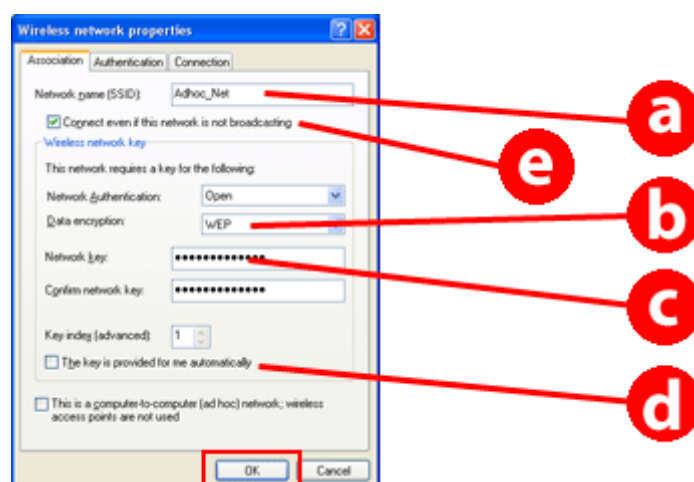 Wireless network properties
Association Authentication Connection
Network name (SSID): Adhoc_Net
a
Connect even if this network is not broadcasting
e
Wireless network key
This network requires a key for the following:
Network Authentication: Open
Data encryption: WEP
b
Network key: •••••••••••••
c
Confirm network key: •••••••••••••
Key index (advanced): 1
The key is provided for me automatically
d
This is a computer-to-computer (ad hoc) network; wireless
access points are not used
OK Cancel